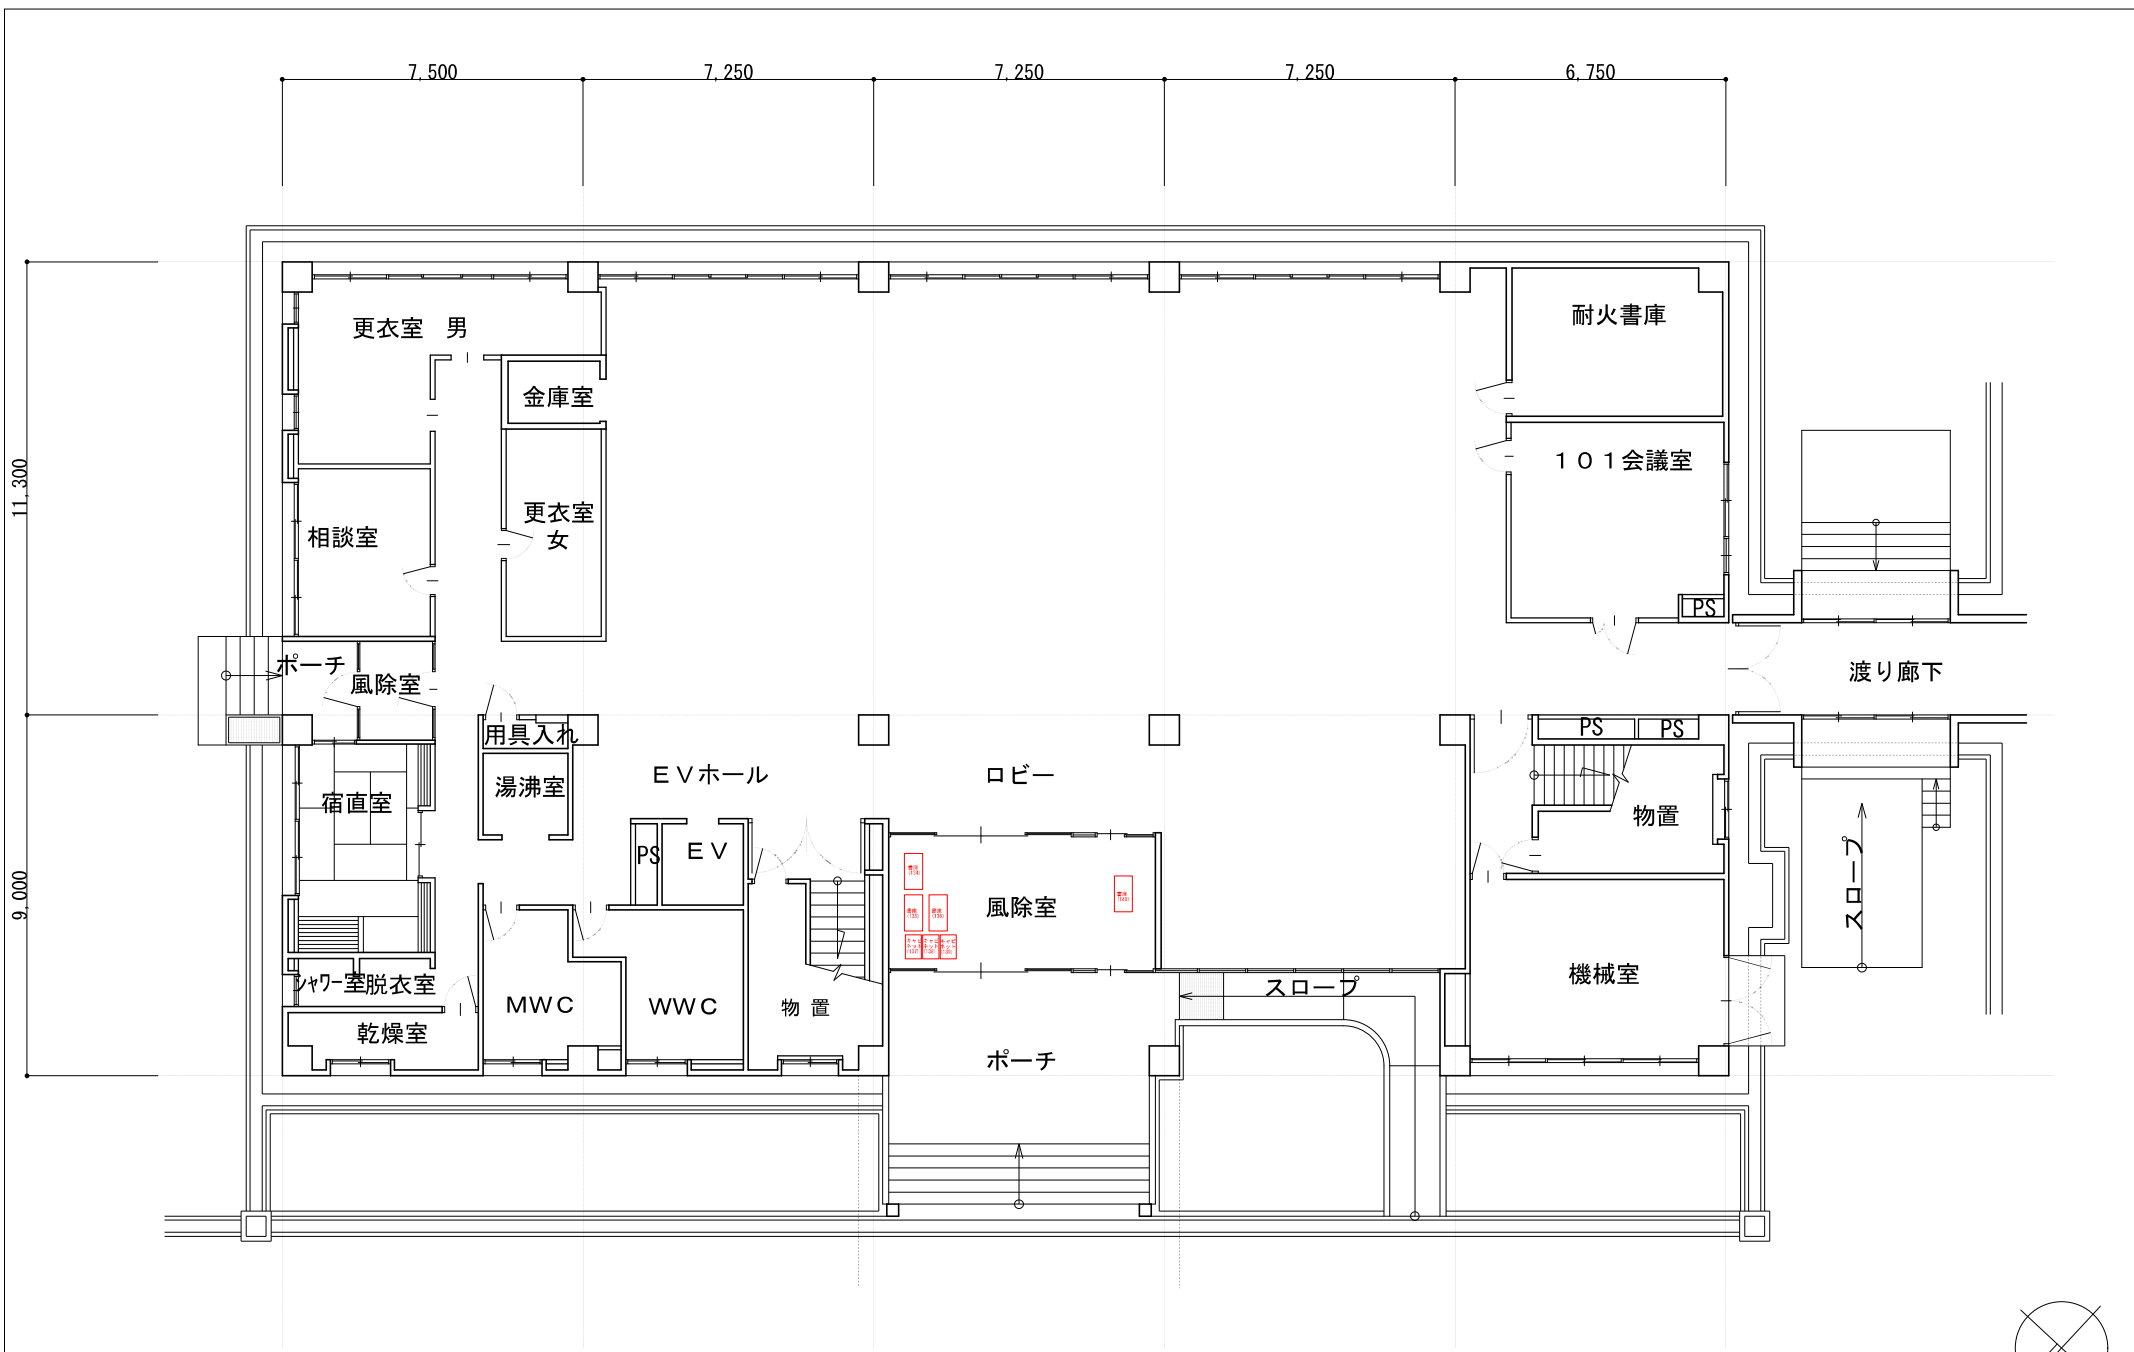 7,500
7,250
7,250
7,250
6,750
11,300
9,000
更衣室 男
金庫室
更衣室
女
相談室
耐火書庫
101会議室
PS
ポーチ
風除室
渡り廊下
用具入れ
湯沸室
EVホール
ロビー
PS
PS
宿直室
物置
PS
EV
風除室
スロープ
シャワー室
脱衣室
乾燥室
MWC
WWC
物置
ポーチ
スロープ
機械室